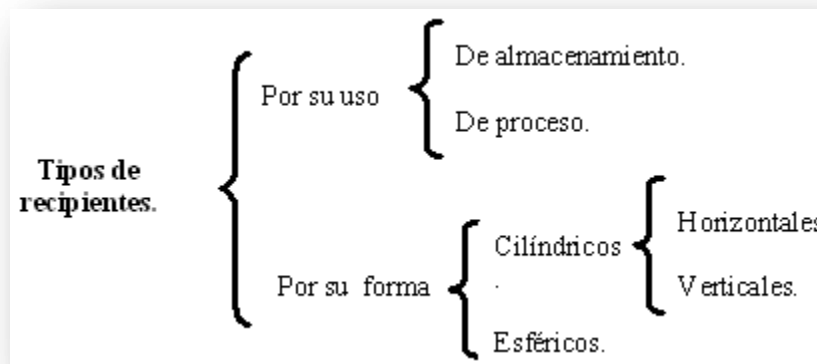 Tipos de
recipientes.
Por su uso
De almacenamiento.
De proceso.
Por su forma
Cilíndricos
.
Horizontales
Verticales.
Esféricos.